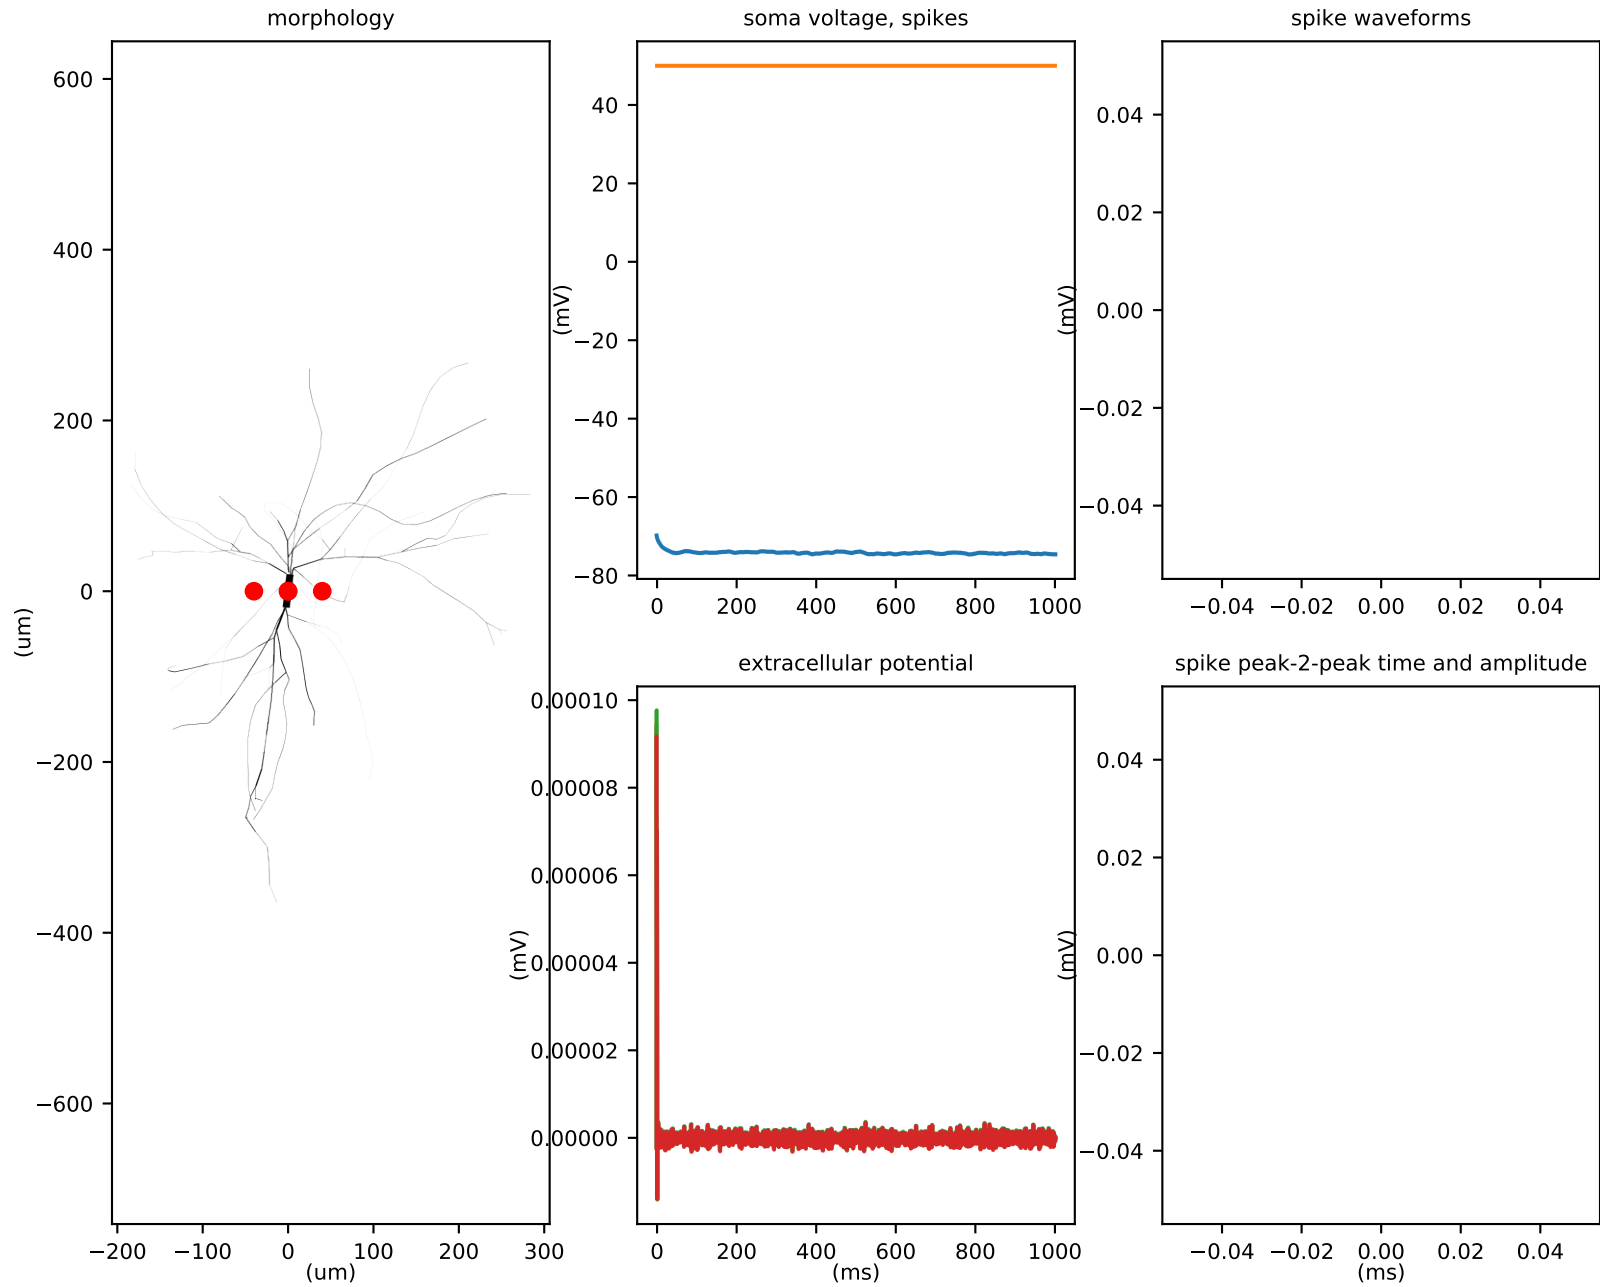 morphology
600
400
200
0
−200
−400
−600
(um)
−200 −100 0 100 200 300
(um)
soma voltage, spikes
40
20
0
−20
−40
−60
−80
(mV)
0 200 400 600 800 1000
spike waveforms
0.04
0.02
0.00
−0.02
−0.04
(mV)
−0.04 −0.02 0.00 0.02 0.04
extracellular potential
0.00010
0.00008
0.00006
0.00004
0.00002
0.00000
(mV)
0 200 400 600 800 1000
(ms)
spike peak-2-peak time and amplitude
0.04
0.02
0.00
−0.02
−0.04
(mV)
−0.04 −0.02 0.00 0.02 0.04
(ms)